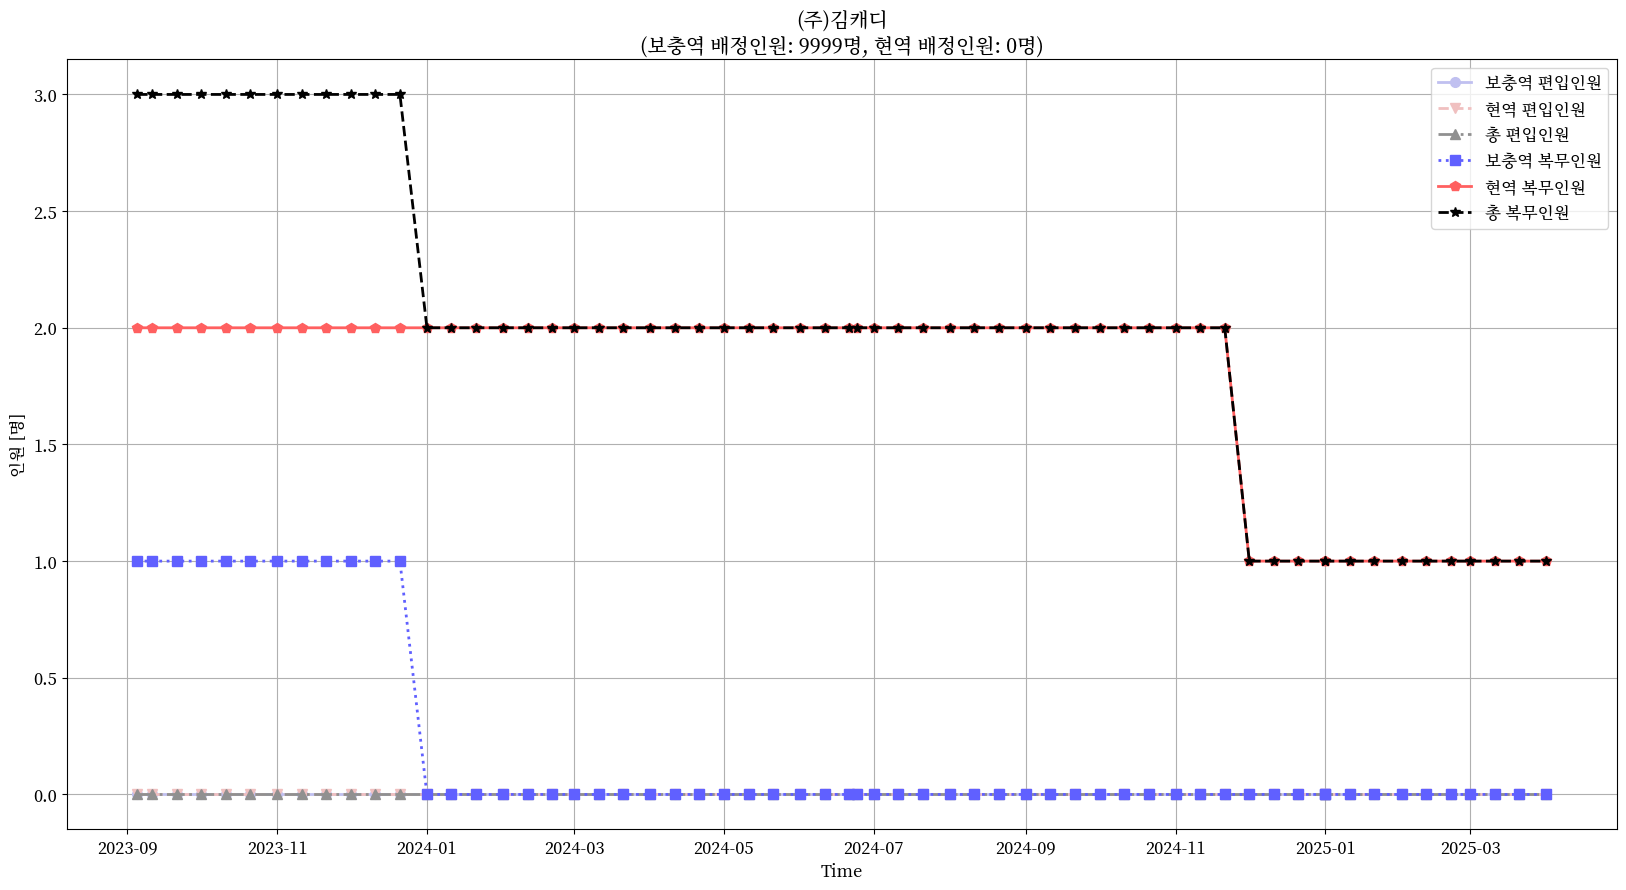 (주)김캐디
(보충역 배정인원: 9999명, 현역 배정인원: 0명)
보충역 편입인원
현역 편입인원
총 편입인원
보충역 복무인원
현역 복무인원
총 복무인원
인원 [명]
3.0
2.5
2.0
1.5
1.0
0.5
0.0
2023-09
2023-11
2024-01
2024-03
2024-05
2024-07
2024-09
2024-11
2025-01
2025-03
Time